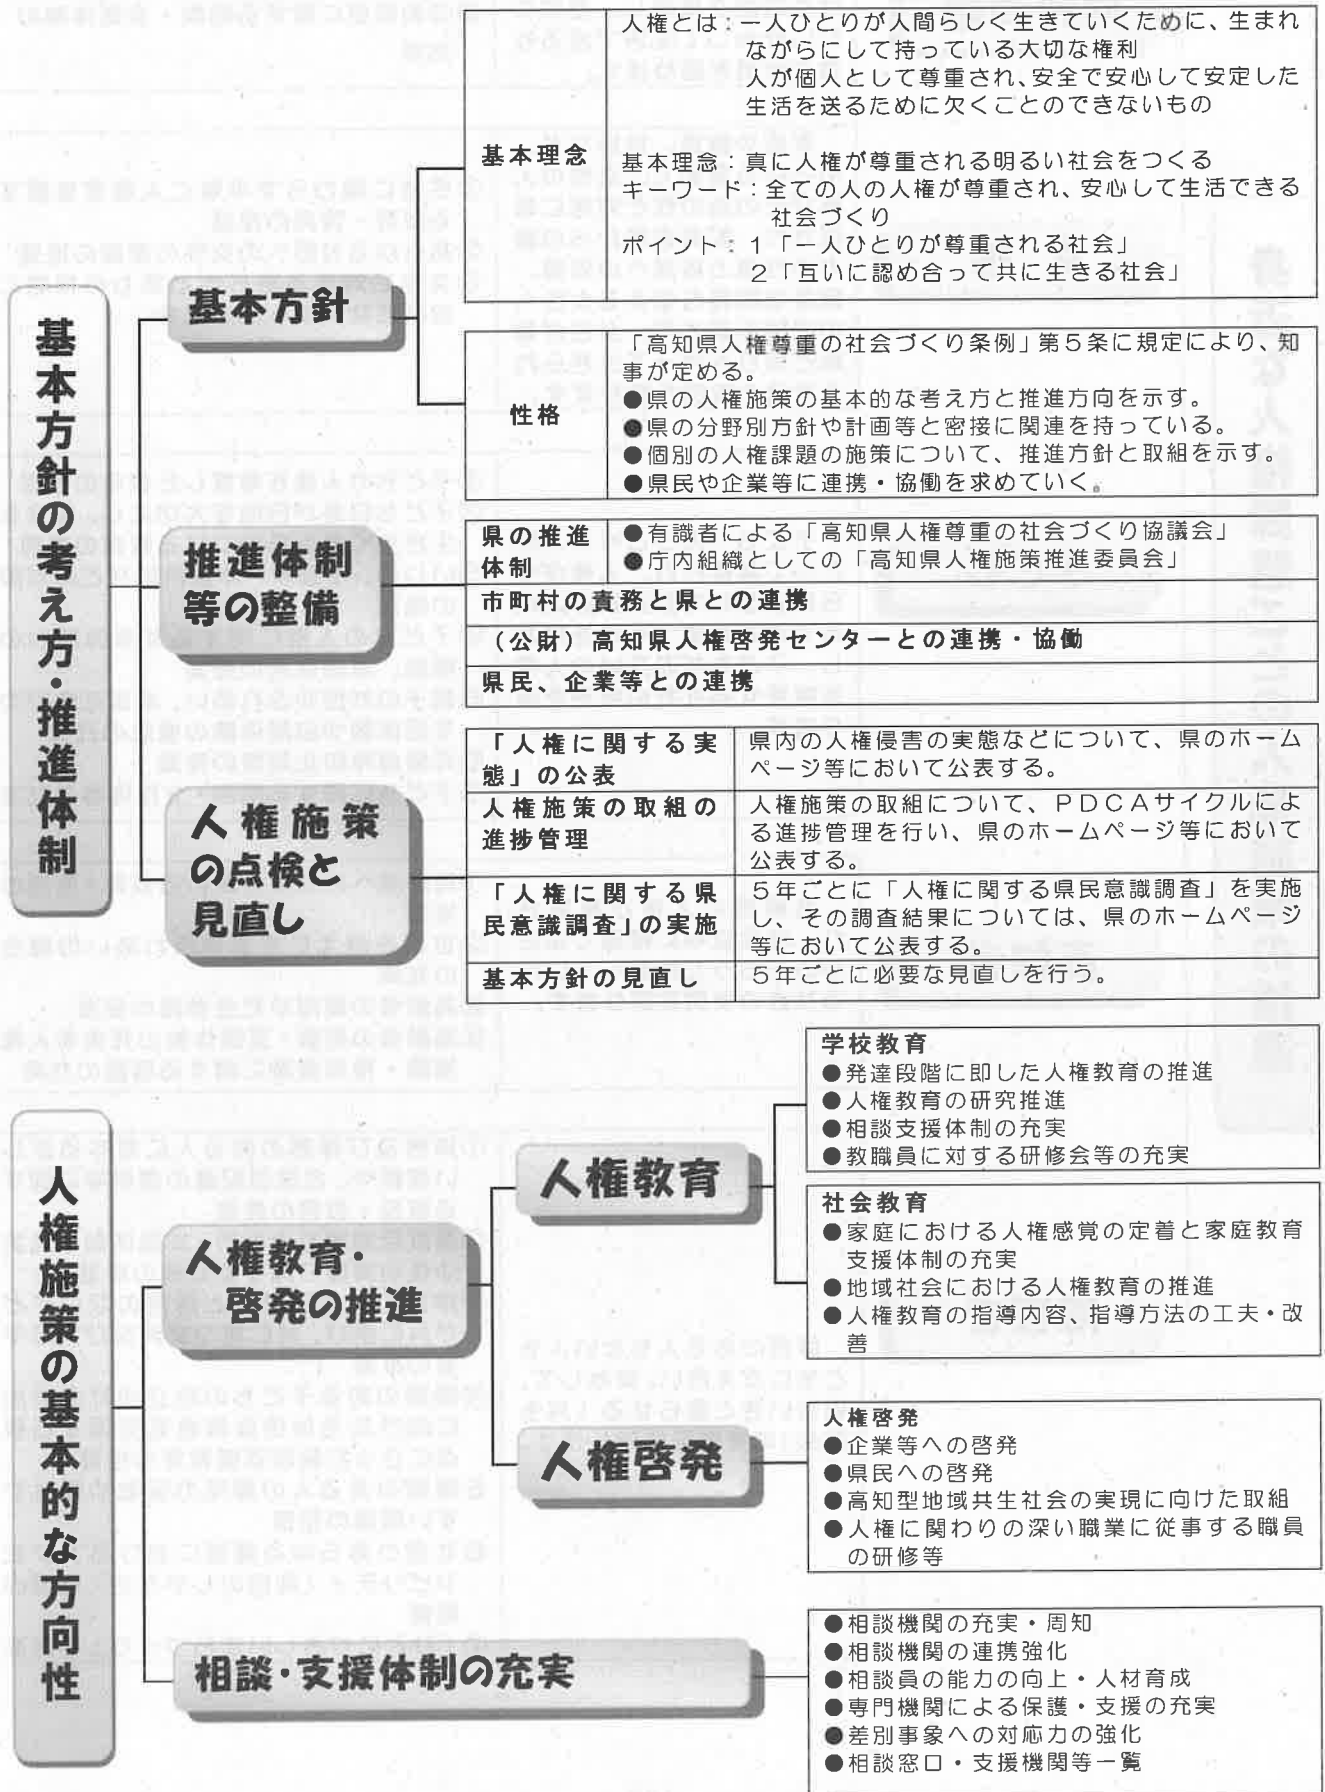 基本方針の考え方・推進体制
基本方針
基本理念
人権とは：一人ひとりが人間らしく生きていくために、生まれ
ながらにして持っている大切な権利
人が個人として尊重され、安全で安心して安定した
生活を送るために欠くことのできないもの
基本理念：真に人権が尊重される明るい社会をつくる
キーワード：全ての人の人権が尊重され、安心して生活できる
社会づくり
ポイント：１「一人ひとりが尊重される社会」
２「互いに認め合って共に生きる社会」
性格
「高知県人権尊重の社会づくり条例」第５条に規定により、知
事が定める。
●県の人権施策の基本的な考え方と推進方向を示す。
●県の分野別方針や計画等と密接に関連を持っている。
●個別の人権課題の施策について、推進方針と取組を示す。
●県民や企業等に連携・協働を求めていく。
推進体制
等の整備
県の推進
体制
●有識者による「高知県人権尊重の社会づくり協議会」
●庁内組織としての「高知県人権施策推進委員会」
市町村の責務と県との連携
（公財）高知県人権啓発センターとの連携・協働
県民、企業等との連携
人権施策
の点検と
見直し
「人権に関する実
態」の公表
県内の人権侵害の実態などについて、県のホーム
ページ等において公表する。
人権施策の取組の
進捗管理
人権施策の取組について、ＰＤＣＡサイクルによ
る進捗管理を行い、県のホームページ等において
公表する。
「人権に関する県
民意識調査」の実施
５年ごとに「人権に関する県民意識調査」を実施
し、その調査結果については、県のホームページ
等において公表する。
基本方針の見直し
５年ごとに必要な見直しを行う。
人権施策の基本的な方向性
人権教育・
啓発の推進
人権教育
学校教育
●発達段階に即した人権教育の推進
●人権教育の研究推進
●相談支援体制の充実
●教職員に対する研修会等の充実
社会教育
●家庭における人権感覚の定着と家庭教育
支援体制の充実
●地域社会における人権教育の推進
●人権教育の指導内容、指導方法の工夫・改
善
人権啓発
人権啓発
●企業等への啓発
●県民への啓発
●高知型地域共生社会の実現に向けた取組
●人権に関わりの深い職業に従事する職員
の研修等
相談・支援体制の充実
●相談機関の充実・周知
●相談機関の連携強化
●相談員の能力の向上・人材育成
●専門機関による保護・支援の充実
●差別事象への対応力の強化
●相談窓口・支援機関等一覧